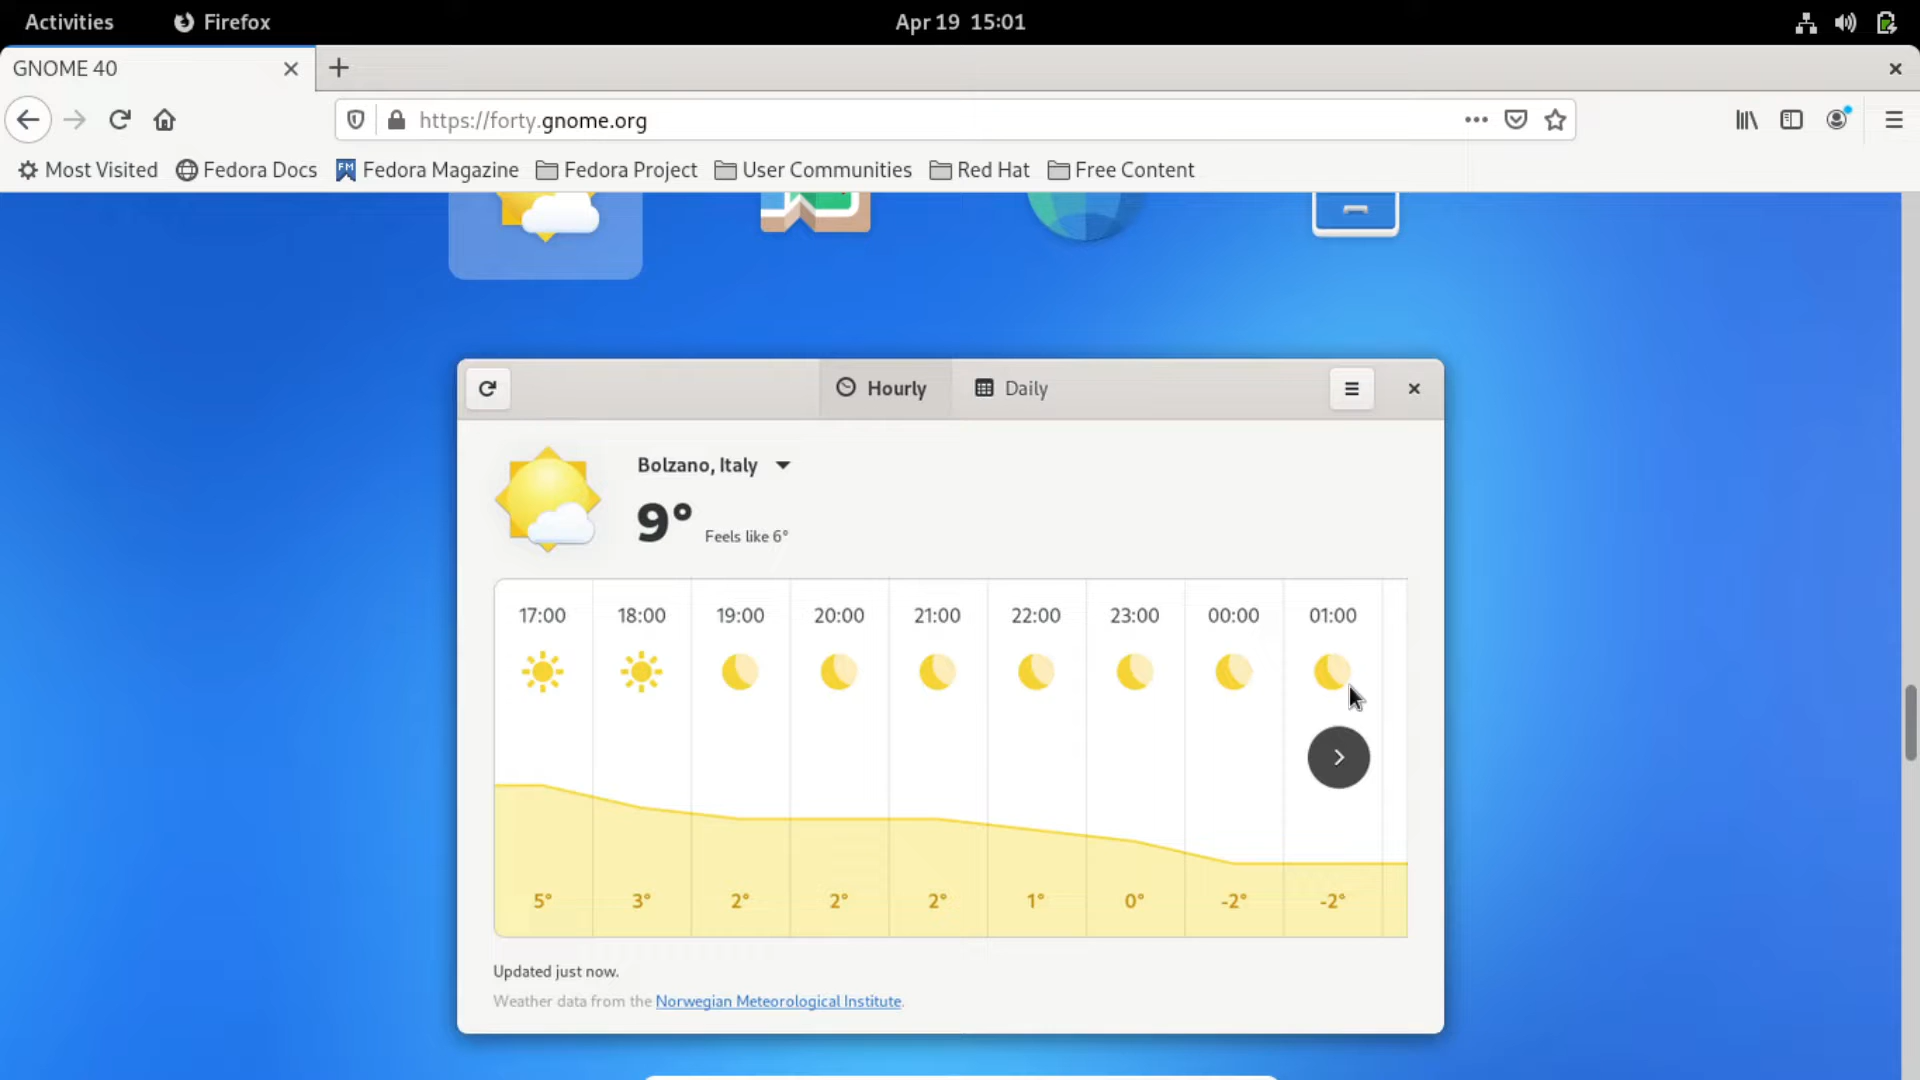 Activities Firefox Apr 19 15:01
GNOME 40
https://forty.gnome.org
Most Visited Fedora Docs FM Fedora Magazine Fedora Project User Communities Red Hat Free Content
Hourly Daily
Bolzano, Italy
9° Feels like 6°
17:00 18:00 19:00 20:00 21:00 22:00 23:00 00:00 01:00
5° 3° 2° 2° 2° 1° 0° -2° -2°
Updated just now.
Weather data from the Norwegian Meteorological Institute.